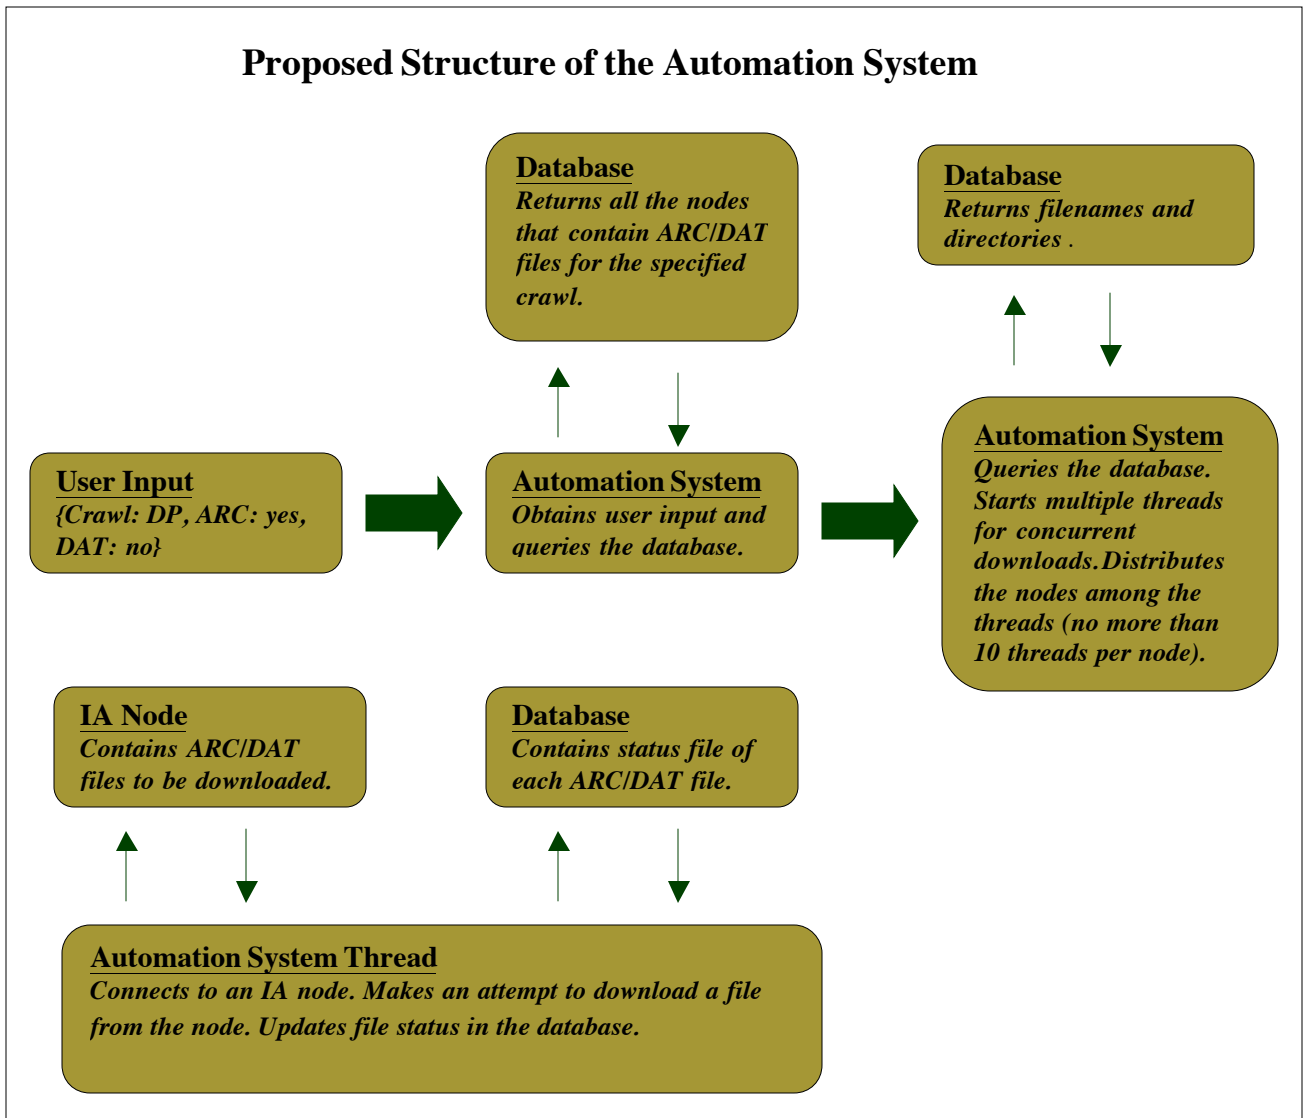 Proposed Structure of the Automation System
Database
Returns all the nodes
that contain ARC/DAT
files for the specified
crawl.
Database
Returns filenames and
directories .
User Input
{Crawl: DP, ARC: yes,
DAT: no}
Automation System
Obtains user input and
queries the database.
Automation System
Queries the database.
Starts multiple threads
for concurrent
downloads.Distributes
the nodes among the
threads (no more than
10 threads per node).
IA Node
Contains ARC/DAT
files to be downloaded.
Database
Contains status file of
each ARC/DAT file.
Automation System Thread
Connects to an IA node. Makes an attempt to download a file
from the node. Updates file status in the database.